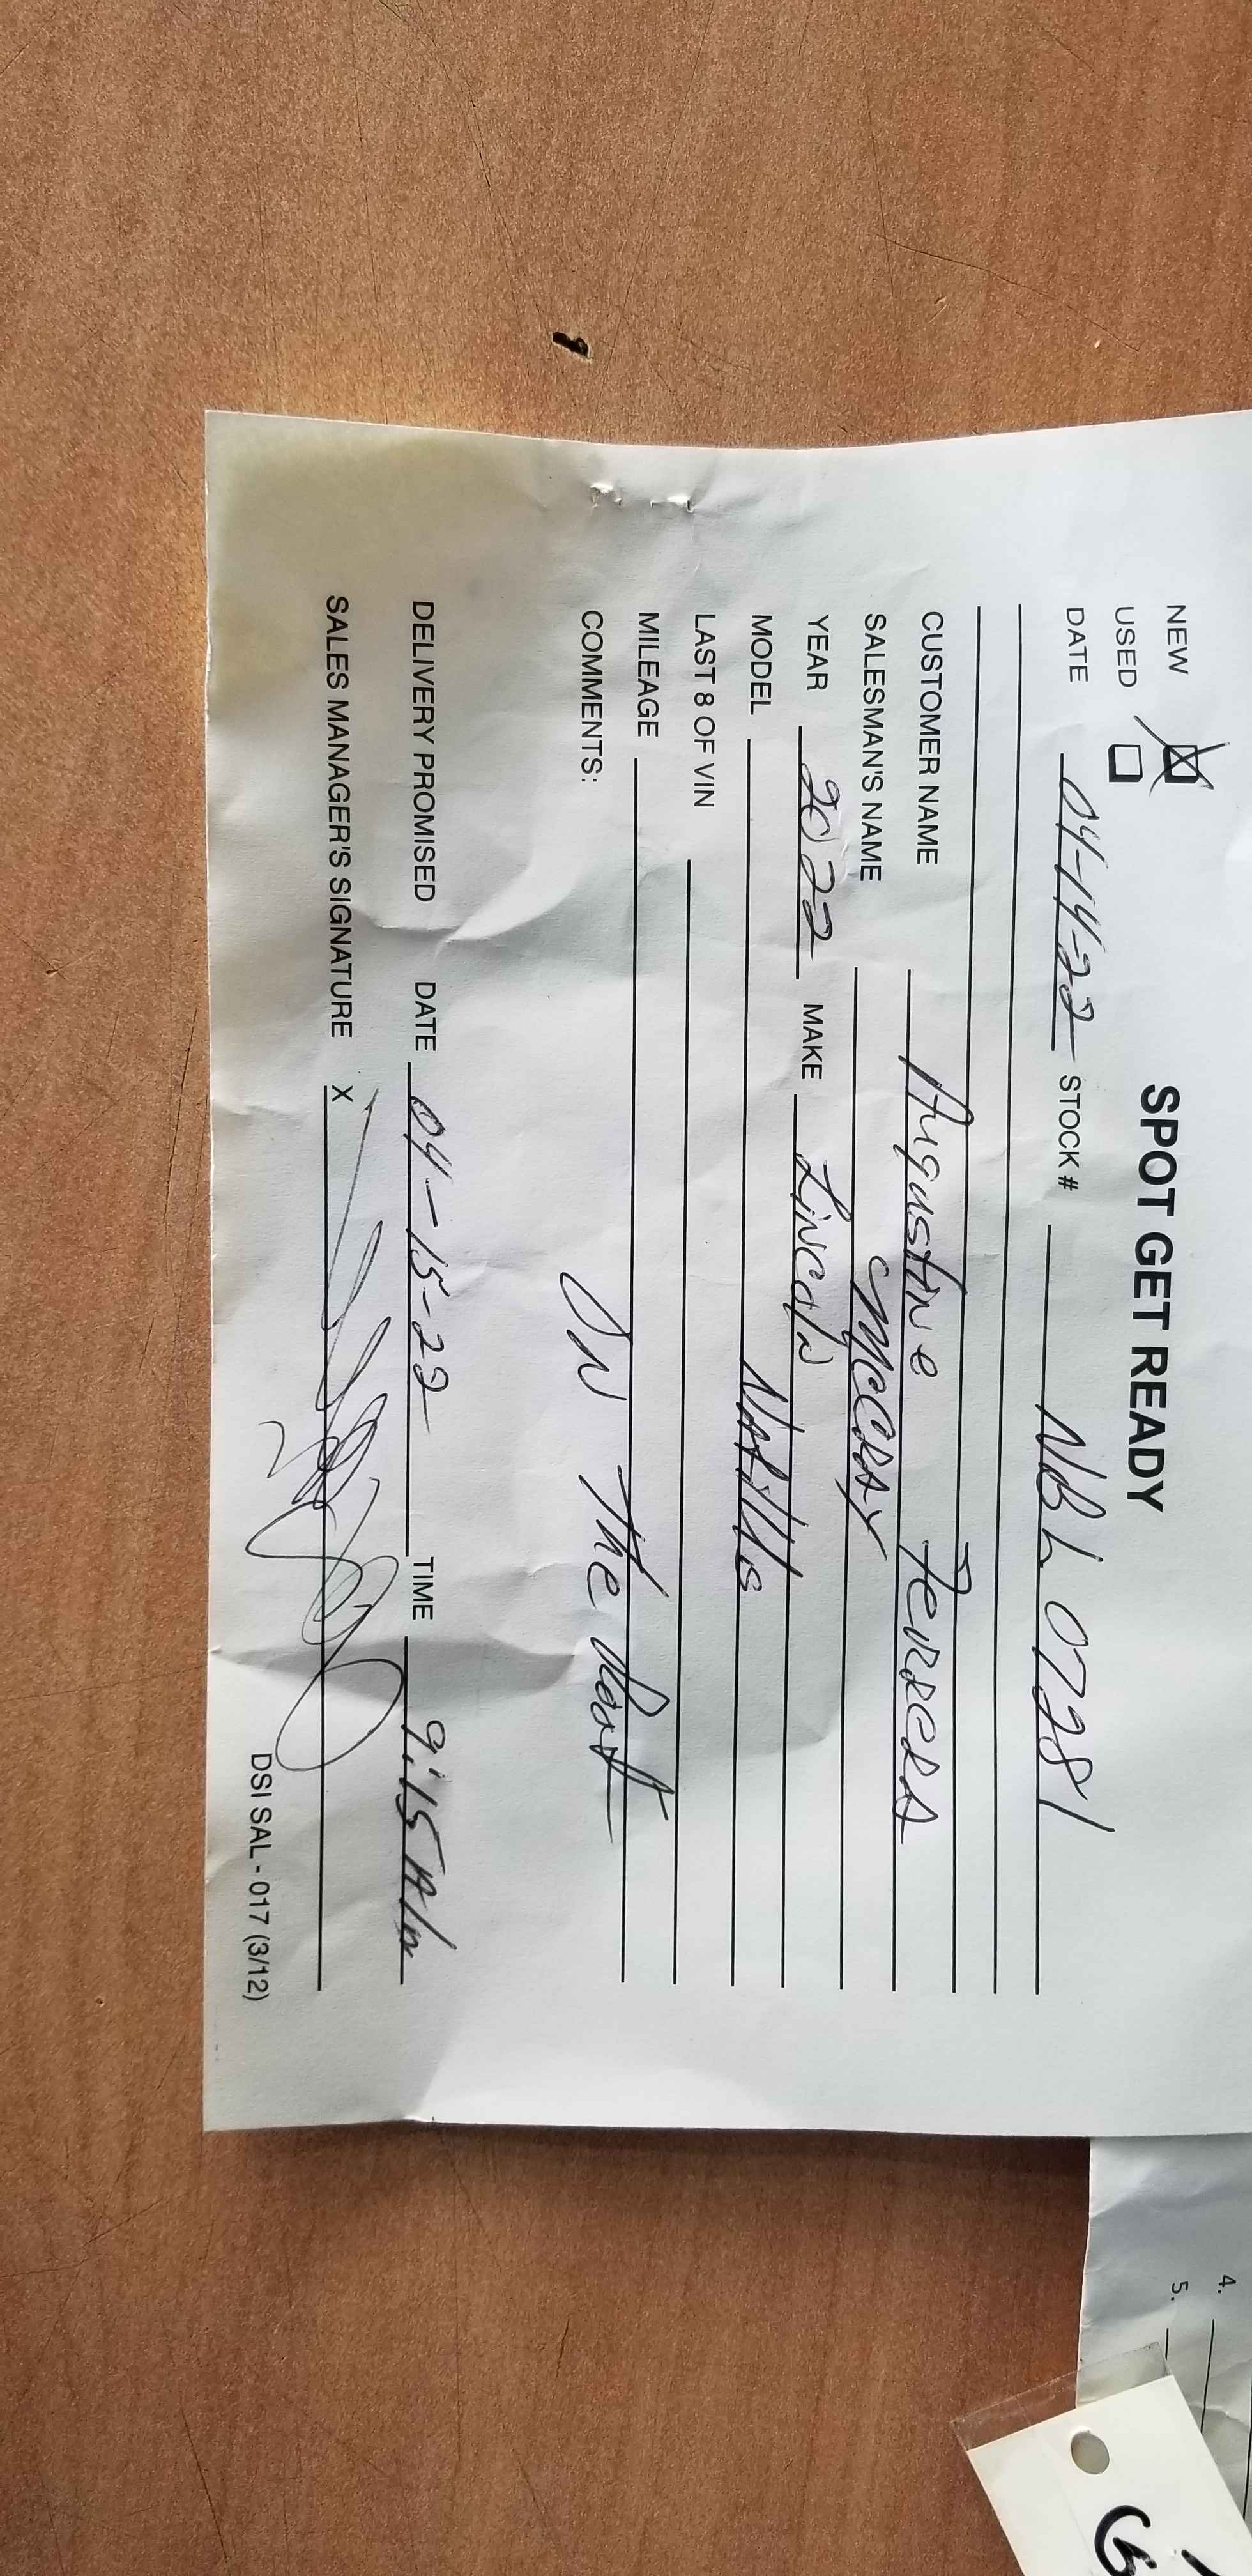 SPOT GET READY
NEW
USED
DATE 04-14-22 STOCK # NBL 07281
CUSTOMER NAME Augustine Ferrera
SALESMAN'S NAME McCray
YEAR 2022 MAKE Lincoln
MODEL
LAST 8 OF VIN
MILEAGE
COMMENTS: IN The
DELIVERY PROMISED DATE 04-15-22 TIME 9:15 AM
SALES MANAGER'S SIGNATURE X
DSI SAL - 017 (3/12)
4.
5.